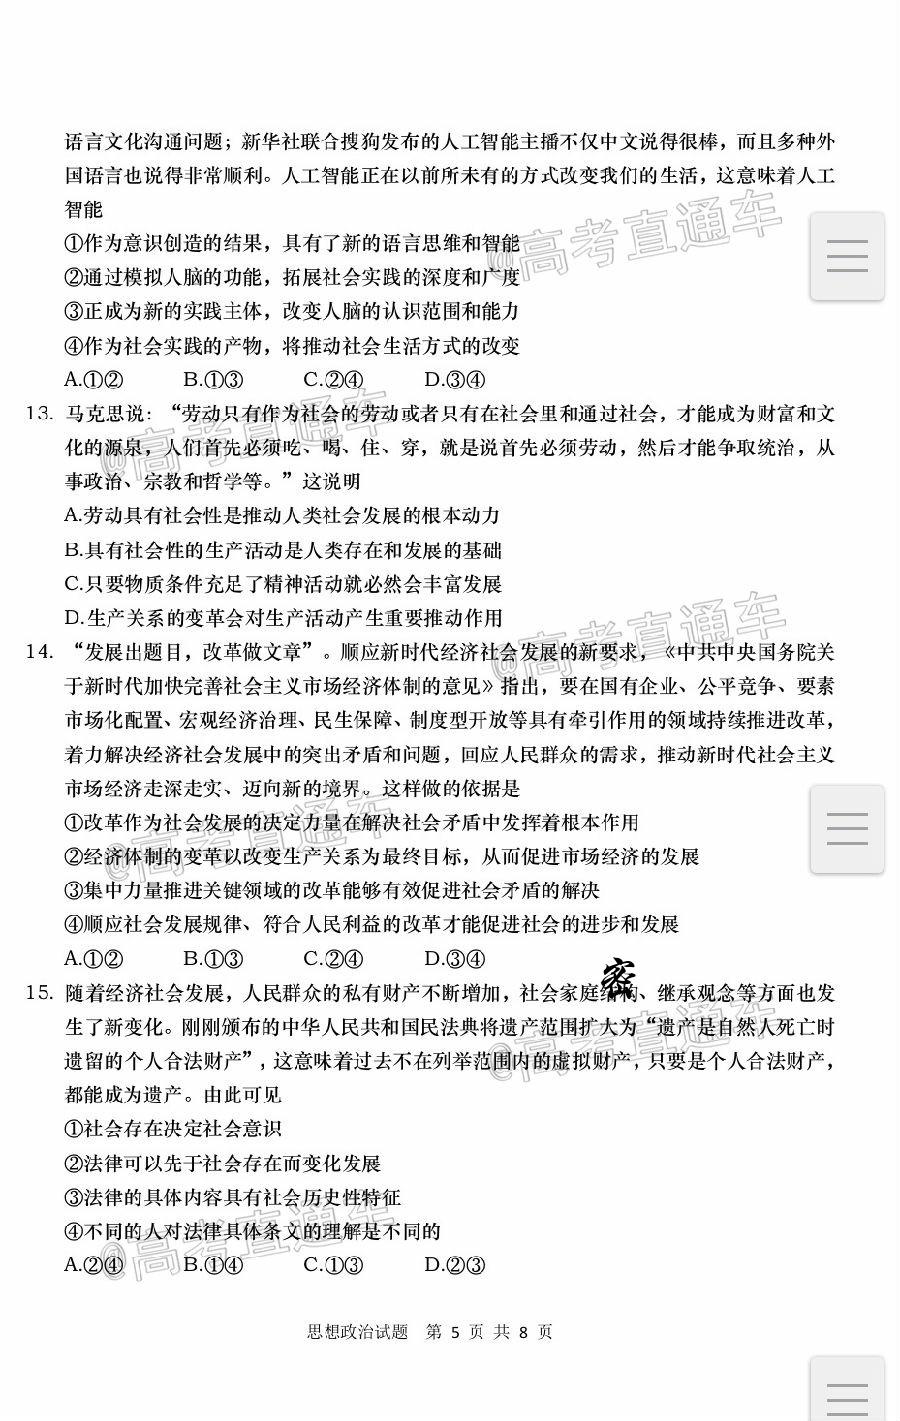 语言文化沟通问题；新华社联合搜狗发布的人工智能主播不仅中文说得很棒，而且多种外
国语言也说得非常顺利。人工智能正在以前所未有的方式改变我们的生活，这意味着人工
智能
①作为意识创造的结果，具有了新的语言思维和智能
②通过模拟人脑的功能，拓展社会实践的深度和广度
③正成为新的实践主体，改变人脑的认识范围和能力
④作为社会实践的产物，将推动社会生活方式的改变
A.①② B.①③ C.②④ D.③④
13. 马克思说：“劳动只有作为社会的劳动或者只有在社会里和通过社会，才能成为财富和文
化的源泉，人们首先必须吃、喝、住、穿，就是说首先必须劳动，然后才能争取统治，从
事政治、宗教和哲学等。”这说明
A.劳动具有社会性是推动人类社会发展的根本动力
B.具有社会性的生产活动是人类存在和发展的基础
C.只要物质条件充足了精神活动就必然会丰富发展
D.生产关系的变革会对生产活动产生重要推动作用
14. “发展出题目，改革做文章”。顺应新时代经济社会发展的新要求，《中共中央国务院关
于新时代加快完善社会主义市场经济体制的意见》指出，要在国有企业、公平竞争、要素
市场化配置、宏观经济治理、民生保障、制度型开放等具有牵引作用的领域持续推进改革，
着力解决经济社会发展中的突出矛盾和问题，回应人民群众的需求，推动新时代社会主义
市场经济走深走实、迈向新的境界。这样做的依据是
①改革作为社会发展的决定力量在解决社会矛盾中发挥着根本作用
②经济体制的变革以改变生产关系为最终目标，从而促进市场经济的发展
③集中力量推进关键领域的改革能够有效促进社会矛盾的解决
④顺应社会发展规律、符合人民利益的改革才能促进社会的进步和发展
A.①② B.①③ C.②④ D.③④
密
15. 随着经济社会发展，人民群众的私有财产不断增加，社会家庭结构、继承观念等方面也发
生了新变化。刚刚颁布的中华人民共和国民法典将遗产范围扩大为“遗产是自然人死亡时
遗留的个人合法财产”，这意味着过去不在列举范围内的虚拟财产，只要是个人合法财产，
都能成为遗产。由此可见
①社会存在决定社会意识
②法律可以先于社会存在而变化发展
③法律的具体内容具有社会历史性特征
④不同的人对法律具体条文的理解是不同的
A.②④ B.①④ C.①③ D.②③
思想政治试题 第 5 页 共 8 页
@高考直通车
@高考直通车
@高考直通车
@高考直通车
@高考直通车
@高考直通车